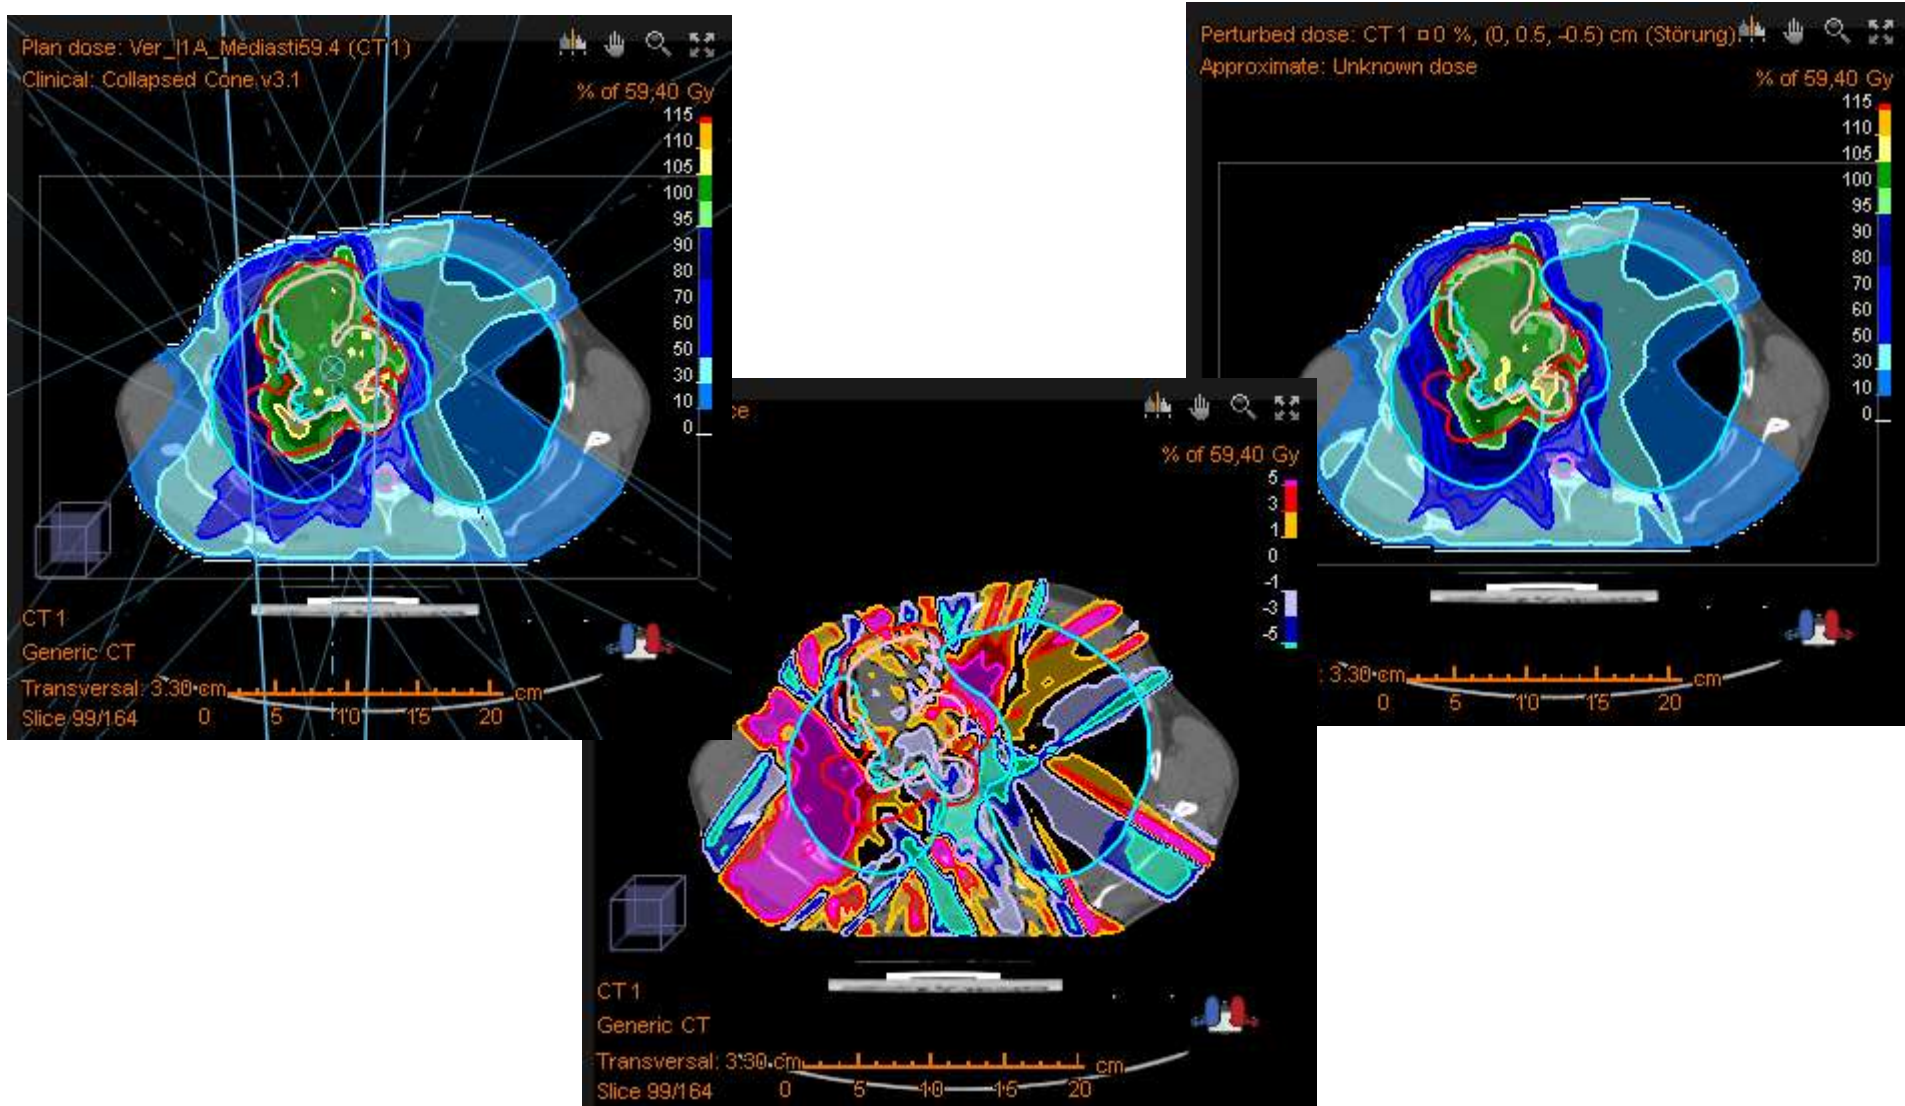 Plan dose: Ver_I1A_Mediasti59.4 (CT 1)
Clinical: Collapsed Cone v3.1
% of 59,40 Gy
115
110
105
100
95
90
80
70
60
50
30
10
0
CT 1
Generic CT
Transversal: 3.30 cm
Slice 99/164
0 5 10 15 20 cm
Perturbed dose: CT 1 ¤ 0 %, (0, 0.5, -0.5) cm (Störung)
Approximate: Unknown dose
% of 59,40 Gy
115
110
105
100
95
90
80
70
60
50
30
10
0
: 3.30 cm
0 5 10 15 20 cm
ce
% of 59,40 Gy
5
3
1
0
-1
-3
-5
CT 1
Generic CT
Transversal: 3.30 cm
Slice 99/164
0 5 10 15 20 cm